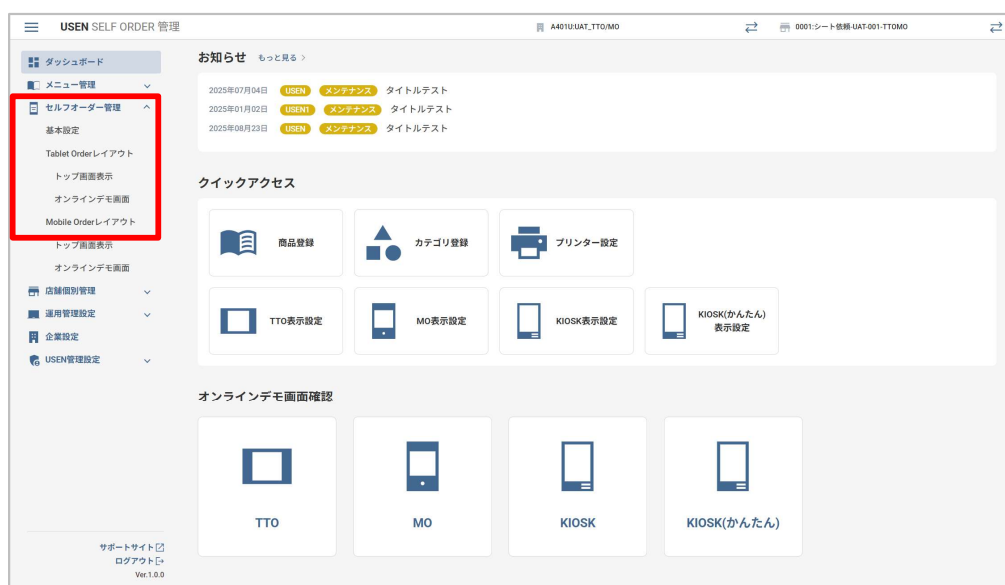 USEN SELF ORDER 管理
A401U:UAT_TTO/MO
0001:シート依頼-UAT-001-TTOMO
ダッシュボード
メニュー管理
セルフオーダー管理
基本設定
Tablet Orderレイアウト
トップ画面表示
オンラインデモ画面
Mobile Orderレイアウト
トップ画面表示
オンラインデモ画面
店舗個別管理
運用管理設定
企業設定
USEN管理設定
サポートサイト
ログアウト
Ver.1.0.0
お知らせ もっと見る
2025年07月04日 USEN メンテナンス タイトルテスト
2025年01月02日 USEN1 メンテナンス タイトルテスト
2025年08月23日 USEN メンテナンス タイトルテスト
クイックアクセス
商品登録
カテゴリ登録
プリンター設定
TTO表示設定
MO表示設定
KIOSK表示設定
KIOSK(かんたん)
表示設定
オンラインデモ画面確認
TTO
MO
KIOSK
KIOSK(かんたん)